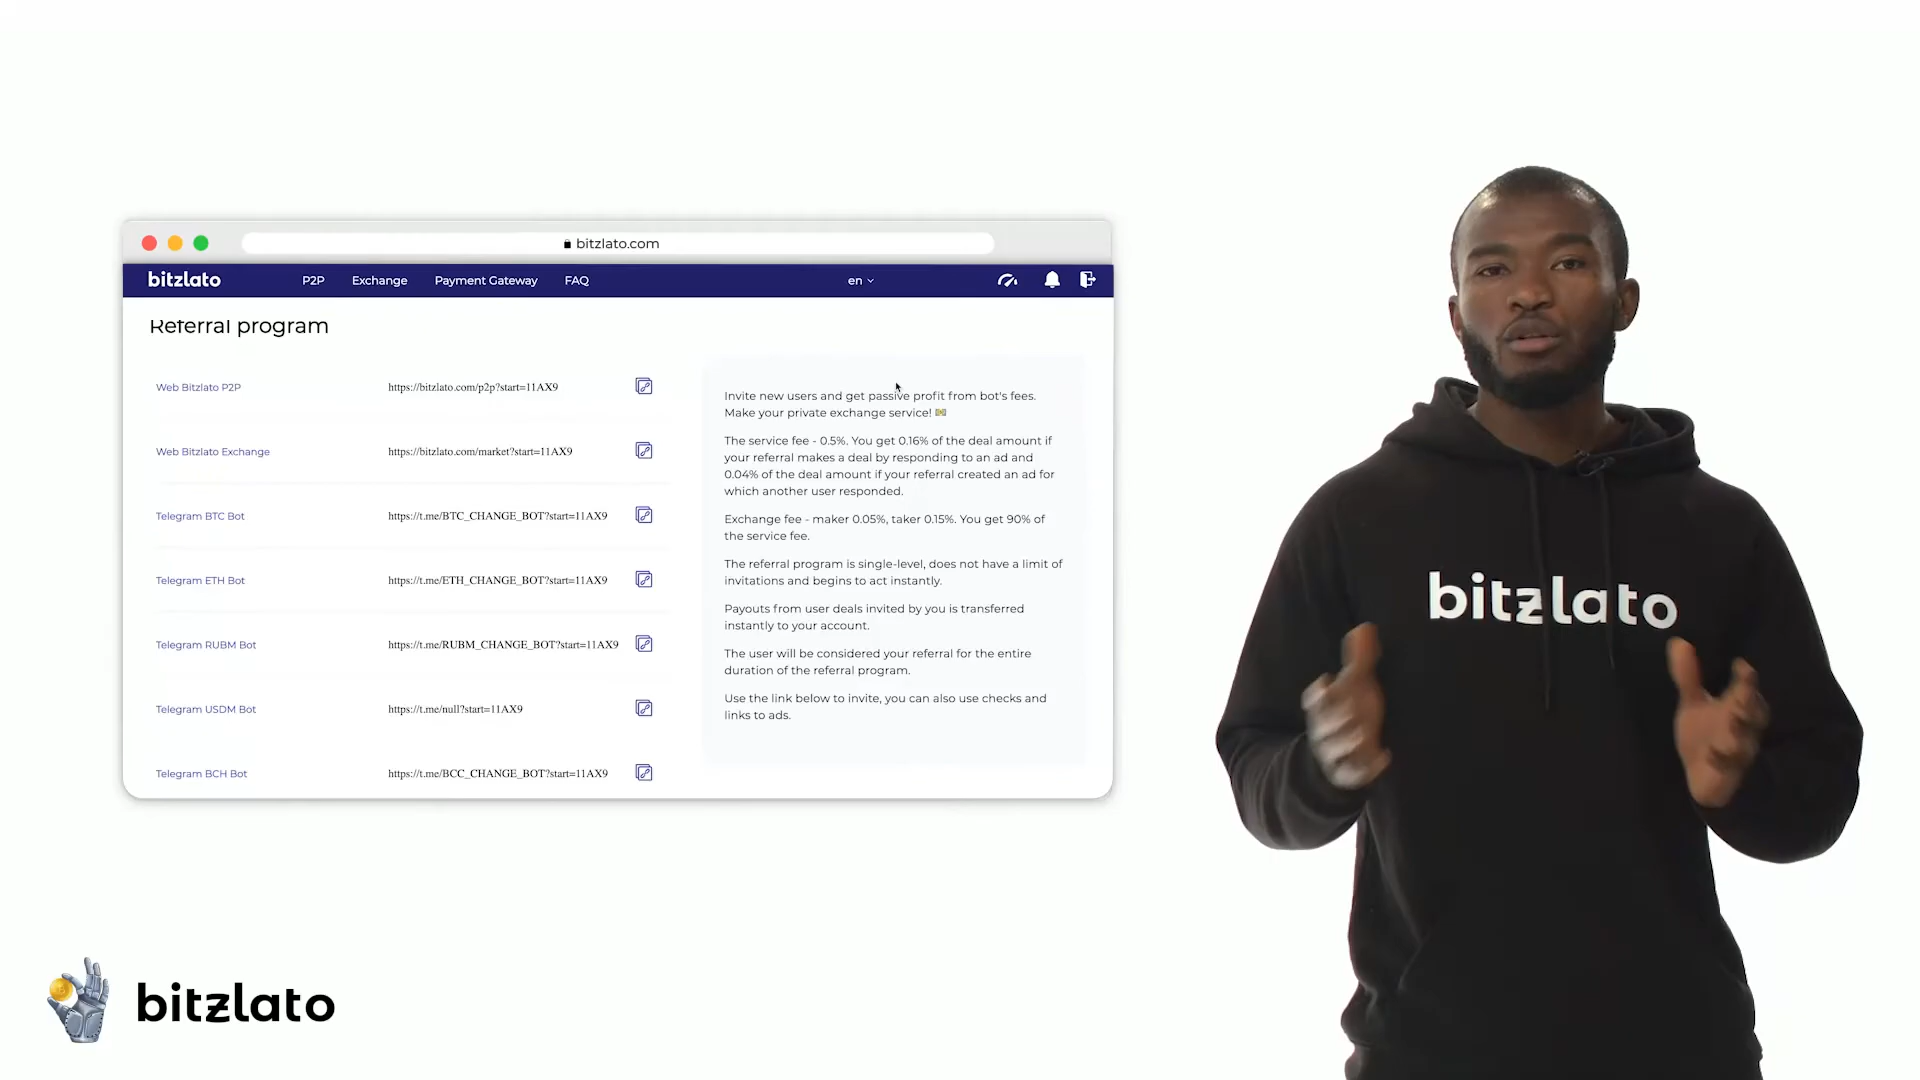 bitzlato.com
bitzlato P2P Exchange Payment Gateway FAQ en
Referral program
Web Bitzlato P2P https://bitzlato.com/p2p?start=11AX9
Web Bitzlato Exchange https://bitzlato.com/market?start=11AX9
Telegram BTC Bot https://t.me/BTC_CHANGE_BOT?start=11AX9
Telegram ETH Bot https://t.me/ETH_CHANGE_BOT?start=11AX9
Telegram RUBM Bot https://t.me/RUBM_CHANGE_BOT?start=11AX9
Telegram USDM Bot https://t.me/null?start=11AX9
Telegram BCH Bot https://t.me/BCC_CHANGE_BOT?start=11AX9
Invite new users and get passive profit from bot's fees.
Make your private exchange service! 💵
The service fee - 0.5%. You get 0.16% of the deal amount if
your referral makes a deal by responding to an ad and
0.04% of the deal amount if your referral created an ad for
which another user responded.
Exchange fee - maker 0.05%, taker 0.15%. You get 90% of
the service fee.
The referral program is single-level, does not have a limit of
invitations and begins to act instantly.
Payouts from user deals invited by you is transferred
instantly to your account.
The user will be considered your referral for the entire
duration of the referral program.
Use the link below to invite, you can also use checks and
links to ads.
bitzlato
bitzlato